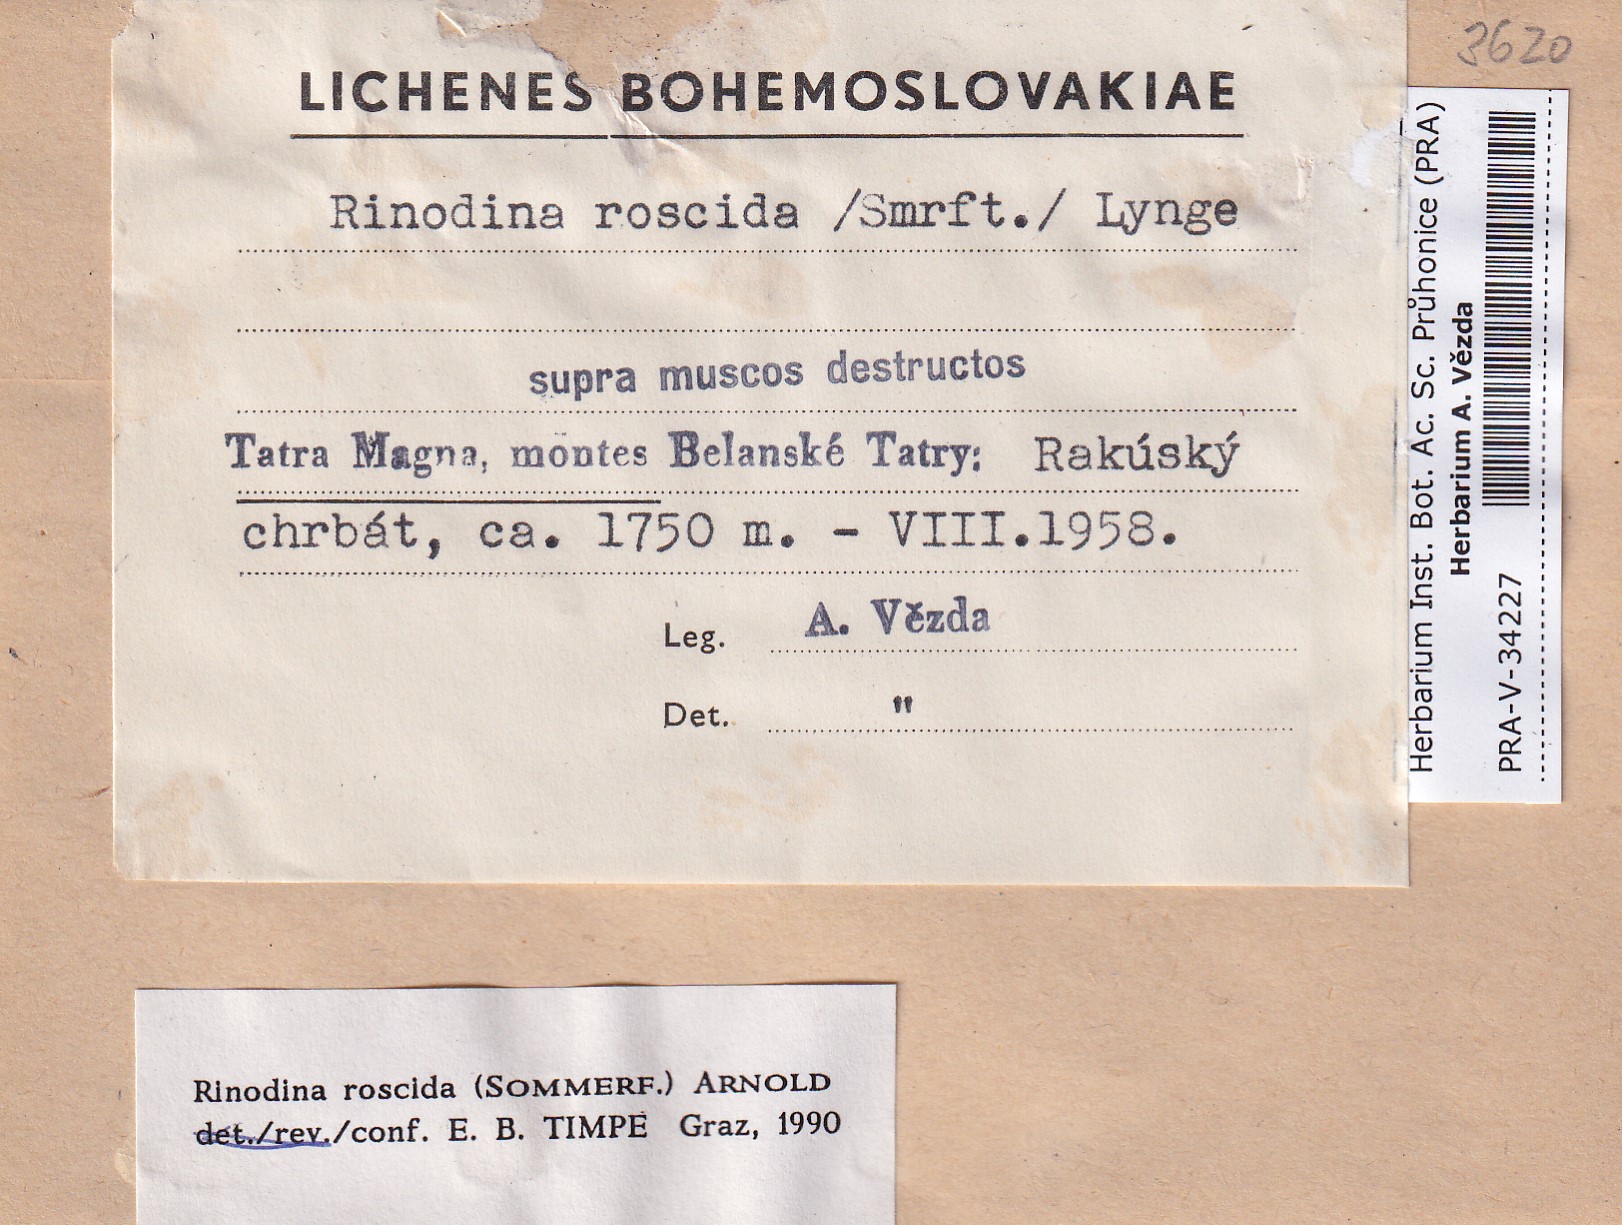 3620
LICHENES BOHEMOSLOVAKIAE
Rinodina roscida /Smrft./ Lynge
supra muscos destructos
Tatra Magna, montes Belanské Tatry: Rakúský
chrbát, ca. 1750 m. - VIII.1958.
Leg. A. Vězda
Det. "
Herbarium Inst. Bot. Ac. Sc. Průhonice (PRA)
Herbarium A. Vězda
PRA-V-34227
Rinodina roscida (SOMMERF.) ARNOLD
det./rev./conf. E. B. TIMPE Graz, 1990